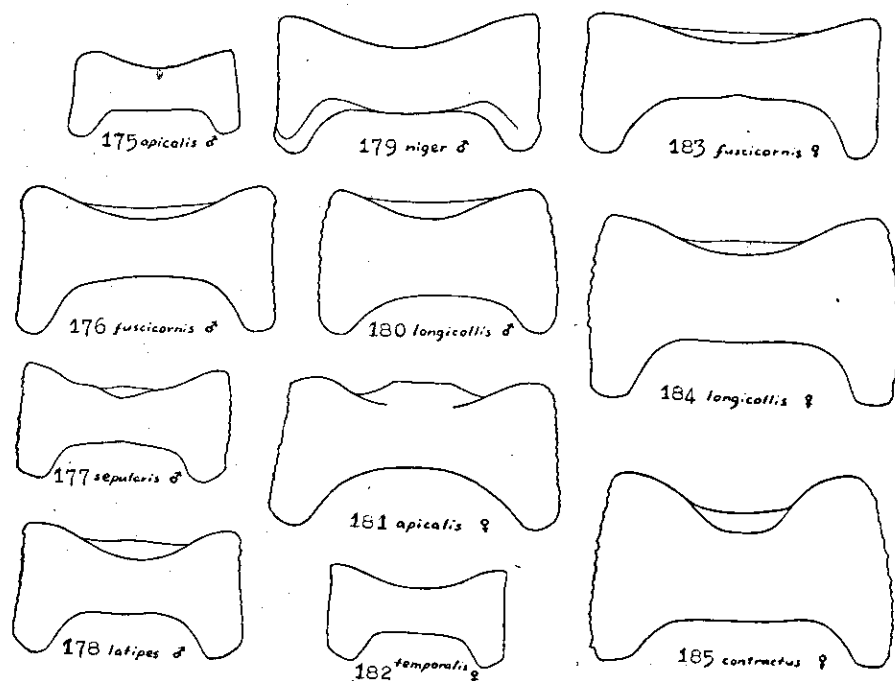 175 apicalis ♂
179 niger ♂
183 fuscicornis ♀
176 fuscicornis ♂
180 longicollis ♂
184 longicollis ♀
177 sepularis ♂
181 apicalis ♀
178 latipes ♂
182 temporalis ♀
185 contractus ♀